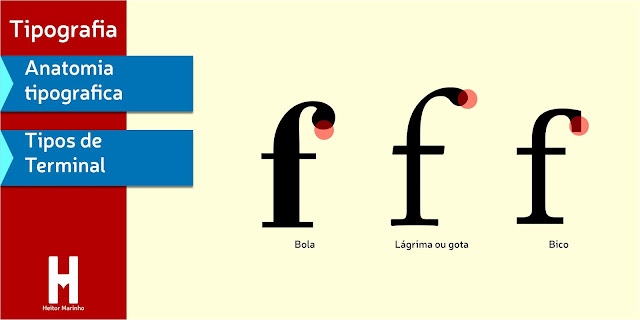 Tipografia
Anatomia
tipografica
Tipos de
Terminal
f f f
Bola Lágrima ou gota Bico
H
Heitor Marinho